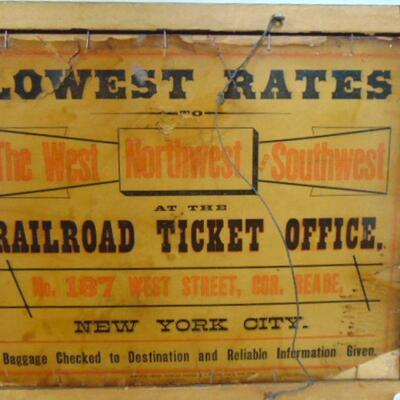 LOWEST RATES
TO
The West Northwest & Southwest
AT THE
RAILROAD TICKET OFFICE,
No. 187 WEST STREET, COR. READE,
NEW YORK CITY.
Baggage Checked to Destination and Reliable Information Given.